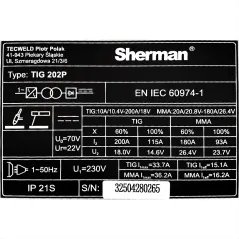 TECWELD Piotr Polak
41-943 Piekary Śląskie
UL. Szmaragdowa 21/3/6
Sherman
Type: TIG 202P
EN IEC 60974-1
TIG:10A/10.4V-200A/18V MMA:20A/20.8V-180A/26.4V
TIG MMA
X 60% 100% 60% 100%
U₀=70V
Ur=22V
I₂ 200A 115A 180A 93A
U₂ 18.0V 14.6V 26.4V 23.7V
1~50Hz
U₁=230V
TIG I₁max=33.7A TIG I₁eff=15.1A
MMA I₁max=36.2A MMA I₁eff=16.2A
IP 21S
S/N: 32504280265